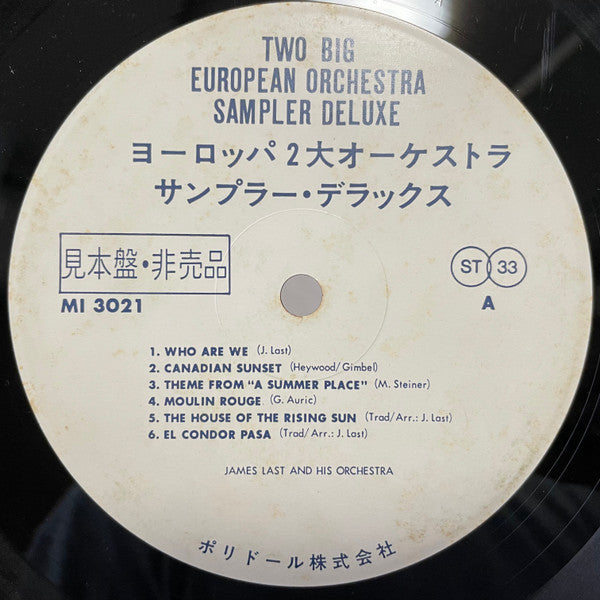 TWO BIG
EUROPEAN ORCHESTRA
SAMPLER DELUXE
ヨーロッパ2大オーケストラ
サンプラー・デラックス
見本盤・非売品
MI 3021
ST 33
A
1. WHO ARE WE (J. Last)
2. CANADIAN SUNSET (Heywood/Gimbel)
3. THEME FROM "A SUMMER PLACE" (M. Steiner)
4. MOULIN ROUGE (G. Auric)
5. THE HOUSE OF THE RISING SUN (Trad/Arr.: J. Last)
6. EL CONDOR PASA (Trad/Arr.: J. Last)
JAMES LAST AND HIS ORCHESTRA
ポリドール株式会社